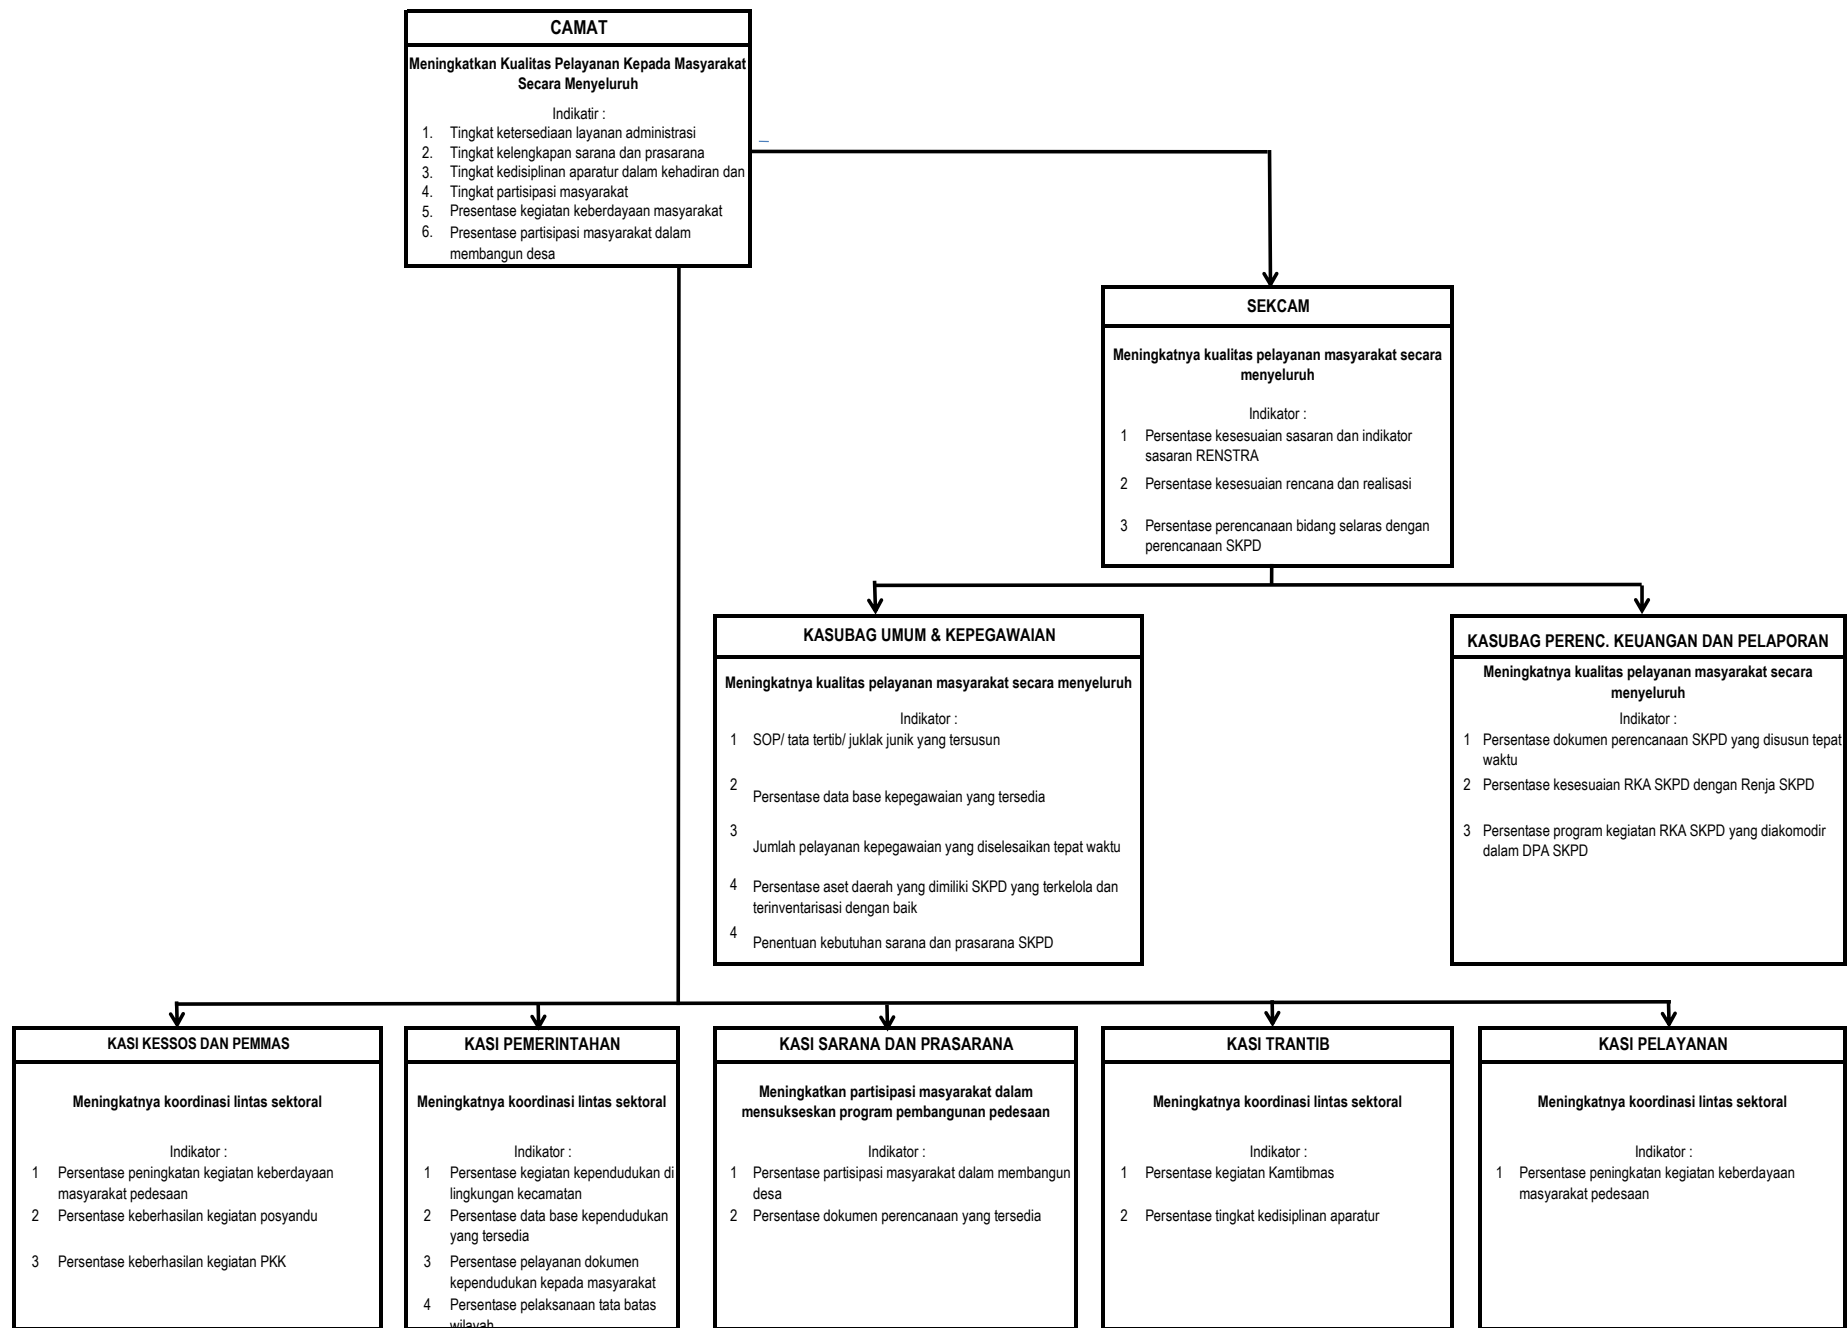 CAMAT
Meningkatkan Kualitas Pelayanan Kepada Masyarakat
Secara Menyeluruh
Indikatir :
1. Tingkat ketersediaan layanan administrasi
2. Tingkat kelengkapan sarana dan prasarana
3. Tingkat kedisiplinan aparatur dalam kehadiran dan
4. Tingkat partisipasi masyarakat
5. Presentase kegiatan keberdayaan masyarakat
6. Presentase partisipasi masyarakat dalam
membangun desa
SEKCAM
Meningkatnya kualitas pelayanan masyarakat secara
menyeluruh
Indikator :
1 Persentase kesesuaian sasaran dan indikator
sasaran RENSTRA
2 Persentase kesesuaian rencana dan realisasi
3 Persentase perencanaan bidang selaras dengan
perencanaan SKPD
KASUBAG UMUM & KEPEGAWAIAN
Meningkatnya kualitas pelayanan masyarakat secara menyeluruh
Indikator :
1 SOP/ tata tertib/ juklak junik yang tersusun
2 Persentase data base kepegawaian yang tersedia
3 Jumlah pelayanan kepegawaian yang diselesaikan tepat waktu
4 Persentase aset daerah yang dimiliki SKPD yang terkelola dan
terinventarisasi dengan baik
4 Penentuan kebutuhan sarana dan prasarana SKPD
KASUBAG PERENC. KEUANGAN DAN PELAPORAN
Meningkatnya kualitas pelayanan masyarakat secara
menyeluruh
Indikator :
1 Persentase dokumen perencanaan SKPD yang disusun tepat
waktu
2 Persentase kesesuaian RKA SKPD dengan Renja SKPD
3 Persentase program kegiatan RKA SKPD yang diakomodir
dalam DPA SKPD
KASI KESSOS DAN PEMMAS
Meningkatnya koordinasi lintas sektoral
Indikator :
1 Persentase peningkatan kegiatan keberdayaan
masyarakat pedesaan
2 Persentase keberhasilan kegiatan posyandu
3 Persentase keberhasilan kegiatan PKK
KASI PEMERINTAHAN
Meningkatnya koordinasi lintas sektoral
Indikator :
1 Persentase kegiatan kependudukan di
lingkungan kecamatan
2 Persentase data base kependudukan
yang tersedia
3 Persentase pelayanan dokumen
kependudukan kepada masyarakat
4 Persentase pelaksanaan tata batas
wilayah
KASI SARANA DAN PRASARANA
Meningkatkan partisipasi masyarakat dalam
mensukseskan program pembangunan pedesaan
Indikator :
1 Persentase partisipasi masyarakat dalam membangun
desa
2 Persentase dokumen perencanaan yang tersedia
KASI TRANTIB
Meningkatnya koordinasi lintas sektoral
Indikator :
1 Persentase kegiatan Kamtibmas
2 Persentase tingkat kedisiplinan aparatur
KASI PELAYANAN
Meningkatnya koordinasi lintas sektoral
Indikator :
1 Persentase peningkatan kegiatan keberdayaan
masyarakat pedesaan